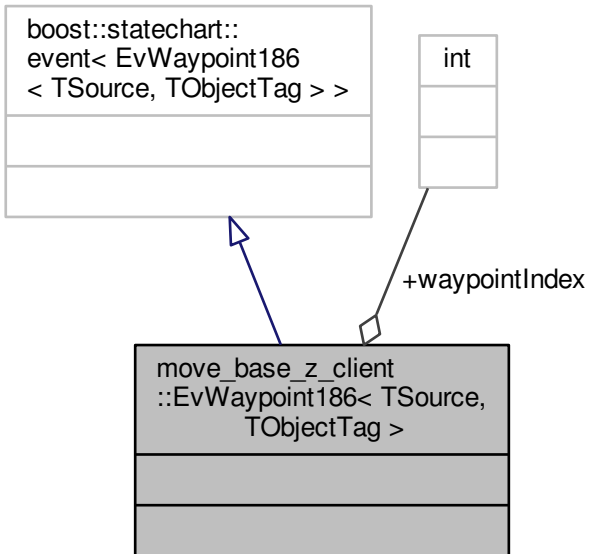 boost::statechart::
event< EvWaypoint186
< TSource, TObjectTag > >
int
+waypointIndex
move_base_z_client
::EvWaypoint186< TSource,
TObjectTag >